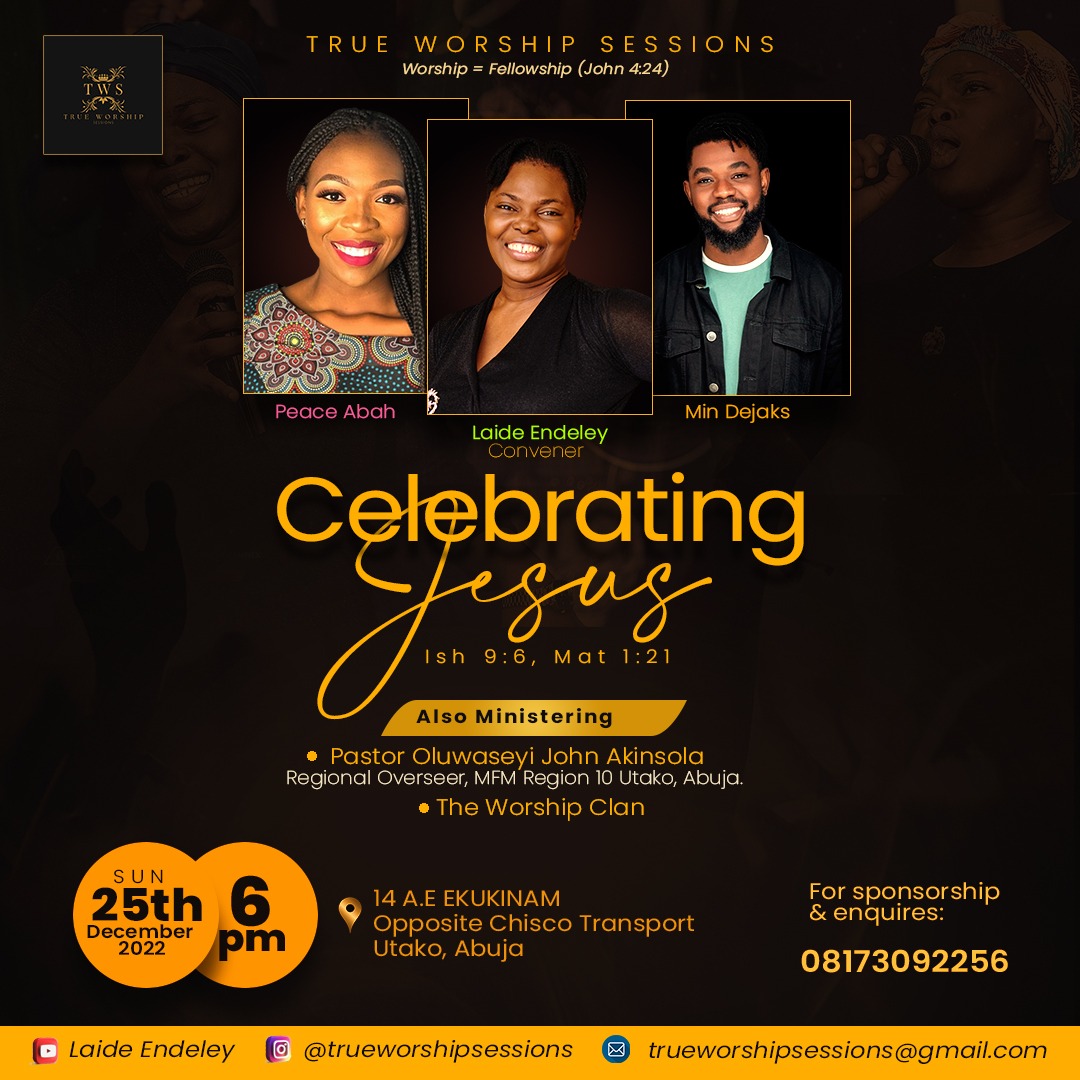 TRUE WORSHIP SESSIONS
Worship = Fellowship (John 4:24)
TWS
TRUE WORSHIP
SESSIONS
Peace Abah
Laide Endeley
Convener
Min Dejaks
Celebrating
Jesus
Ish 9:6, Mat 1:21
Also Ministering
Pastor Oluwaseyi John Akinsola
Regional Overseer, MFM Region 10 Utako, Abuja.
The Worship Clan
SUN
25th
December
2022
6
pm
14 A.E EKUKINAM
Opposite Chisco Transport
Utako, Abuja
For sponsorship
& enquires:
08173092256
Laide Endeley
@trueworshipsessions
trueworshipsessions@gmail.com